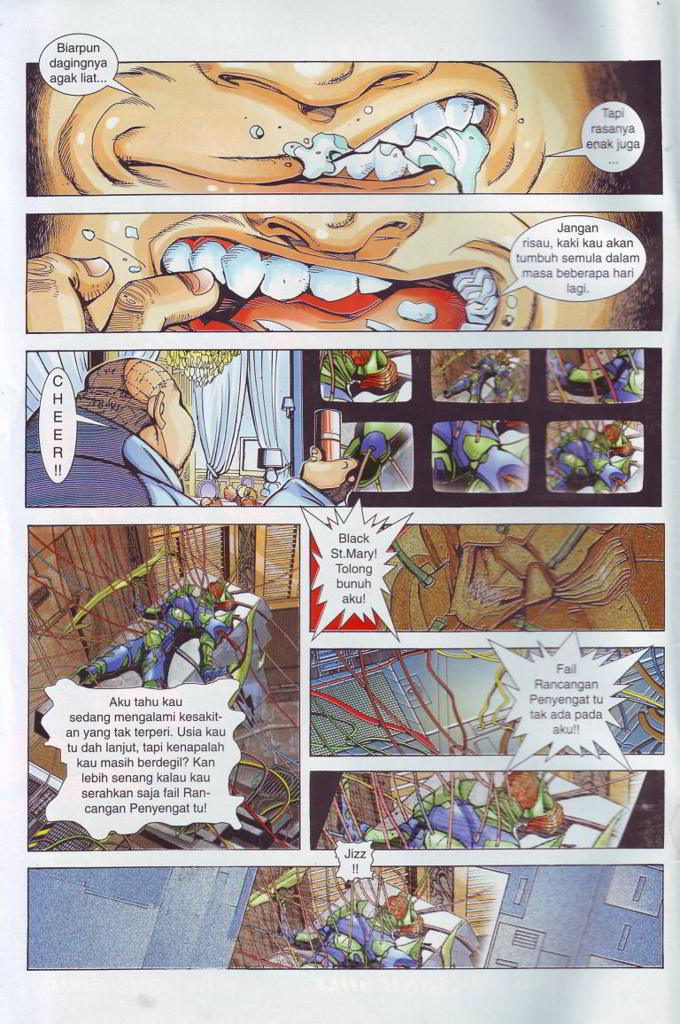 Biarpun
dagingnya
agak liat...
Tapi
rasanya
enak juga
...
Jangan
risau, kaki kau akan
tumbuh semula dalam
masa beberapa hari
lagi.
CHEER!!
Black
St.Mary!
Tolong
bunuh
aku!
Aku tahu kau
sedang mengalami kesakit-
an yang tak terperi. Usia kau
tu dah lanjut, tapi kenapalah
kau masih berdegil? Kan
lebih senang kalau kau
serahkan saja fail Ran-
cangan Penyengat tu!
Fail
Rancangan
Penyengat tu
tak ada pada
aku!!
Jizz
!!